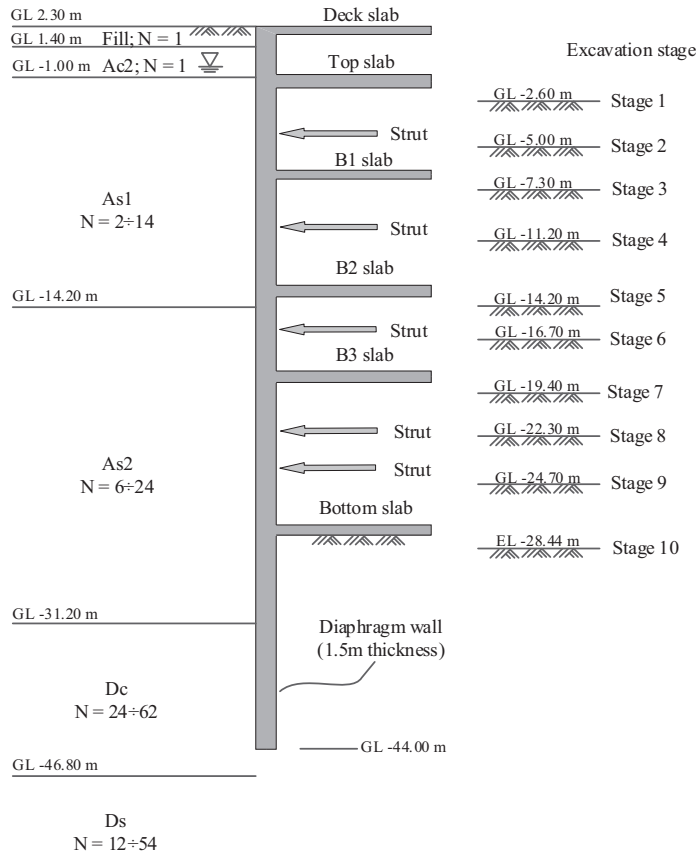 GL 2.30 m
Deck slab
GL 1.40 m
Fill; N = 1
GL -1.00 m
Ac2; N = 1
Top slab
Excavation stage
GL -2.60 m
Stage 1
Strut
GL -5.00 m
Stage 2
B1 slab
GL -7.30 m
Stage 3
As1
N = 2÷14
Strut
GL -11.20 m
Stage 4
B2 slab
GL -14.20 m
GL -14.20 m
Stage 5
Strut
GL -16.70 m
Stage 6
B3 slab
GL -19.40 m
Stage 7
Strut
GL -22.30 m
Stage 8
As2
N = 6÷24
Strut
GL -24.70 m
Stage 9
Bottom slab
EL -28.44 m
Stage 10
GL -31.20 m
Diaphragm wall
(1.5m thickness)
Dc
N = 24÷62
GL -44.00 m
GL -46.80 m
Ds
N = 12÷54